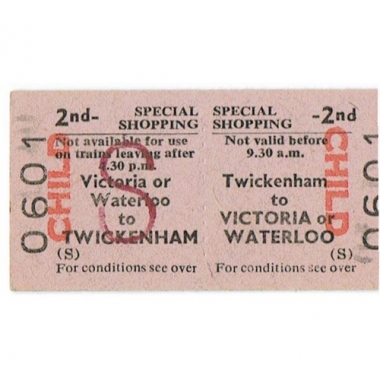 2nd- SPECIAL
SHOPPING
Not available for use
on trains leaving after
4.30 p.m.
Victoria or
Waterloo
to
TWICKENHAM
(S)
For conditions see over
CHILD
0601
S
SPECIAL -2nd
SHOPPING
Not valid before
9.30 a.m.
Twickenham
to
VICTORIA or
WATERLOO
(S)
For conditions see over
CHILD
0601